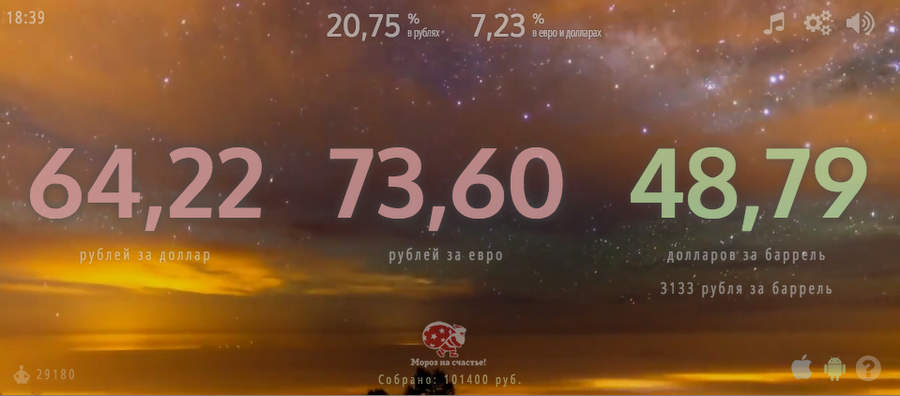 18:39
20,75 % в рублях
7,23 % в евро и долларах
64,22
рублей за доллар
73,60
рублей за евро
48,79
долларов за баррель
3133 рубля за баррель
Мороз на счастье!
Собрано: 101400 руб.
29180
?